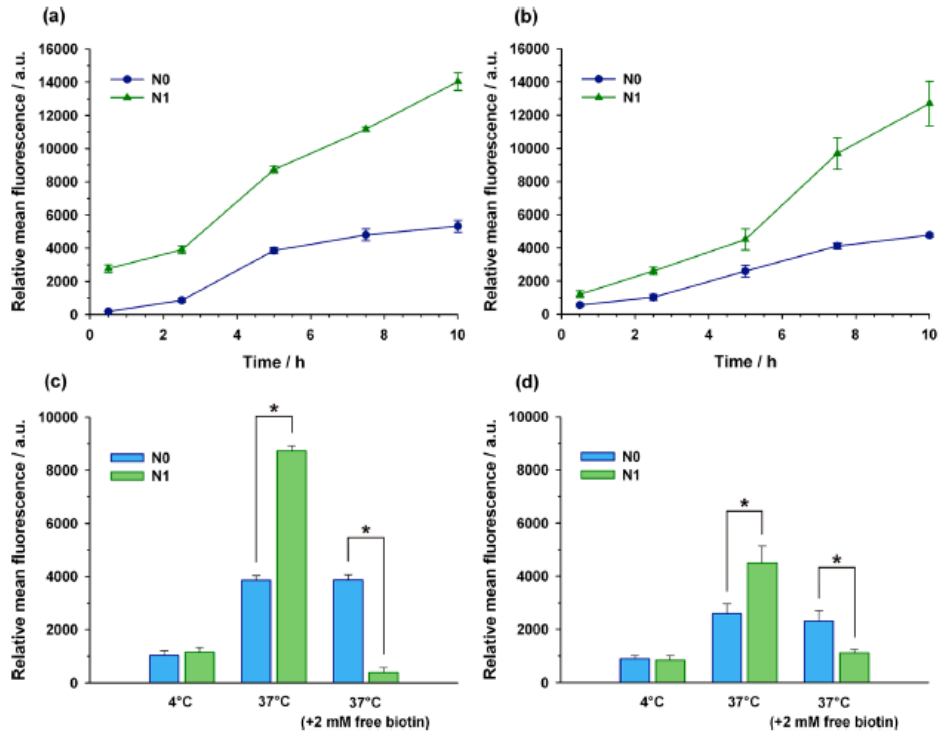 (a)
Relative mean fluorescence / a.u.
16000
14000
12000
10000
8000
6000
4000
2000
0
N0
N1
0 2 4 6 8 10
Time / h
(b)
Relative mean fluorescence / a.u.
16000
14000
12000
10000
8000
6000
4000
2000
0
N0
N1
0 2 4 6 8 10
Time / h
(c)
Relative mean fluorescence / a.u.
10000
8000
6000
4000
2000
0
N0
N1
*
*
4°C 37°C 37°C
(+2 mM free biotin)
(d)
Relative mean fluorescence / a.u.
10000
8000
6000
4000
2000
0
N0
N1
*
*
4°C 37°C 37°C
(+2 mM free biotin)